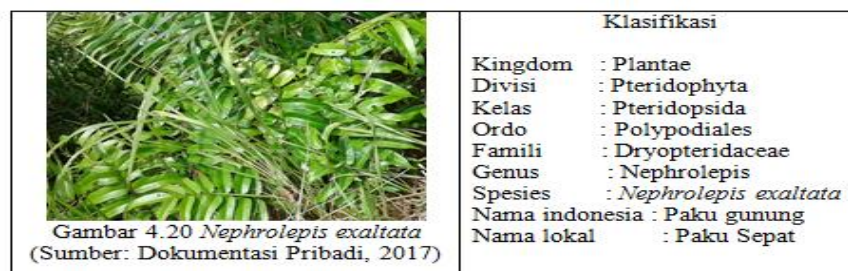 Gambar 4.20 Nephrolepis exaltata
(Sumber: Dokumentasi Pribadi, 2017)
Klasifikasi
Kingdom : Plantae
Divisi : Pteridophyta
Kelas : Pteridopsida
Ordo : Polypodiales
Famili : Dryopteridaceae
Genus : Nephrolepis
Spesies : Nephrolepis exaltata
Nama indonesia : Paku gunung
Nama lokal : Paku Sepat